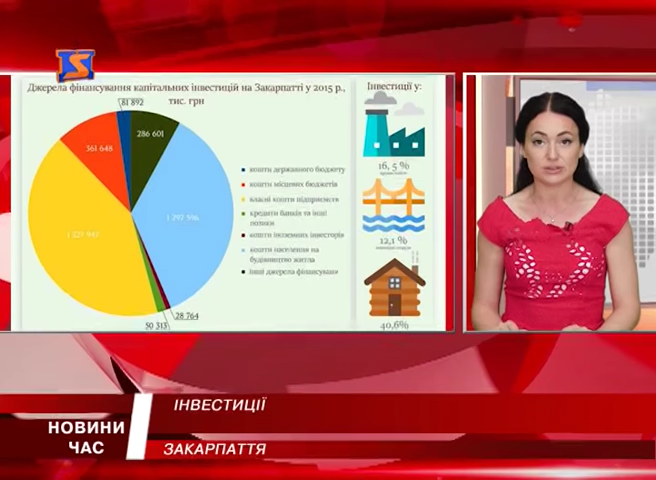 Джерела фінансування капітальних інвестицій на Закарпатті у 2015 р.,
тис. грн
Інвестиції у:
81 892
286 601
361 648
1 297 596
50 313
28 764
кошти державного бюджету
кошти місцевих бюджетів
власні кошти підприємств
кредити банків та інші
позики
кошти іноземних інвесторів
кошти населення на
будівництво житла
інші джерела фінансування
16, 5 %
12,1 %
40,6%
ІНВЕСТИЦІЇ
НОВИНИ
ЧАС
ЗАКАРПАТТЯ